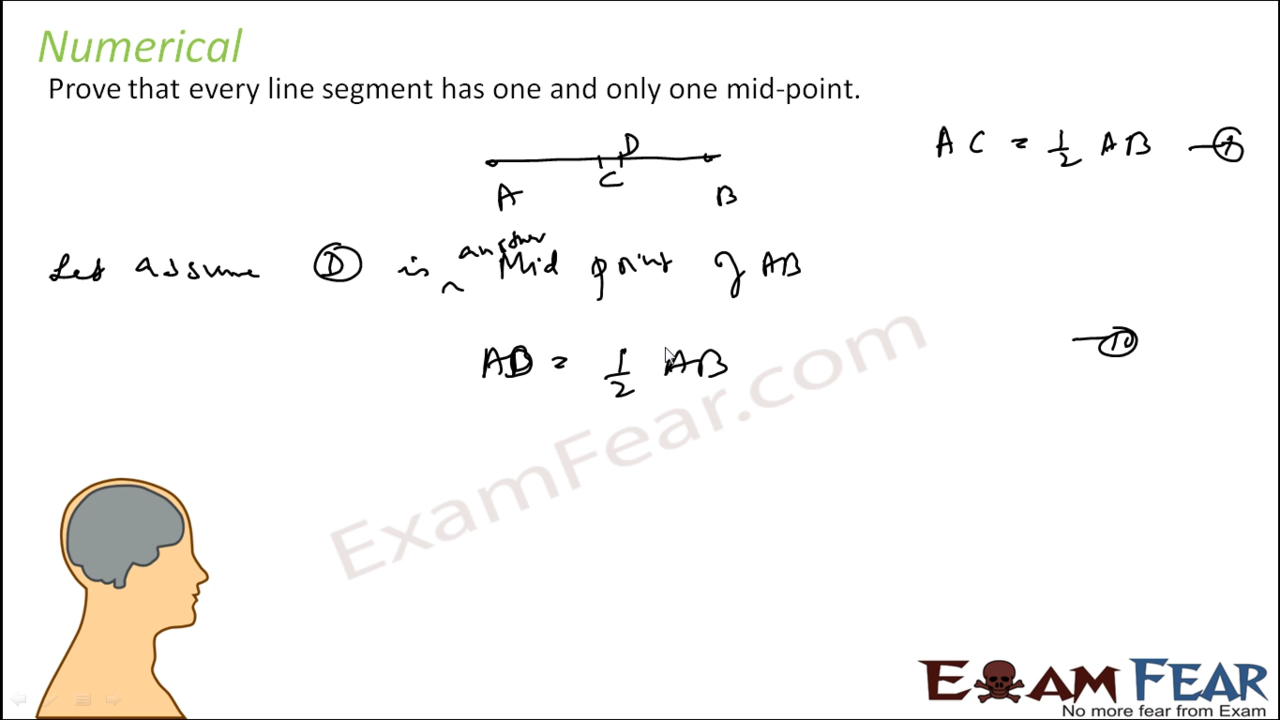 Numerical
Prove that every line segment has one and only one mid-point.
D
A C B
AC = 1/2 AB
Let assume D is another Mid point of AB
AD = 1/2 AB
ExamFear.com
EXAM FEAR
No more fear from Exam